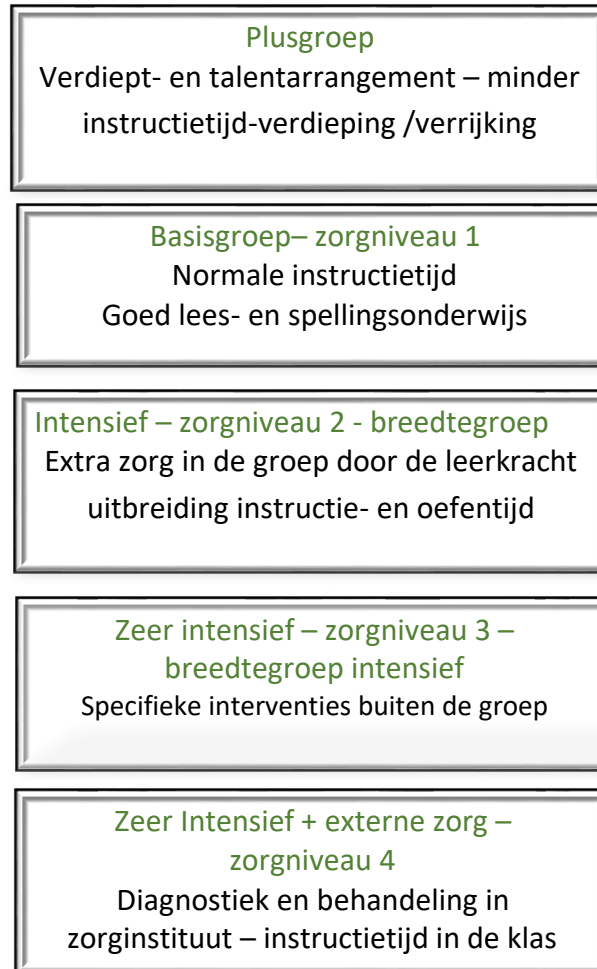 Plusgroep
Verdiept- en talentarrangement – minder
instructietijd-verdieping /verrijking
Basisgroep– zorgniveau 1
Normale instructietijd
Goed lees- en spellingsonderwijs
Intensief – zorgniveau 2 - breedtegroep
Extra zorg in de groep door de leerkracht
uitbreiding instructie- en oefentijd
Zeer intensief – zorgniveau 3 –
breedtegroep intensief
Specifieke interventies buiten de groep
Zeer Intensief + externe zorg –
zorgniveau 4
Diagnostiek en behandeling in
zorginstituut – instructietijd in de klas